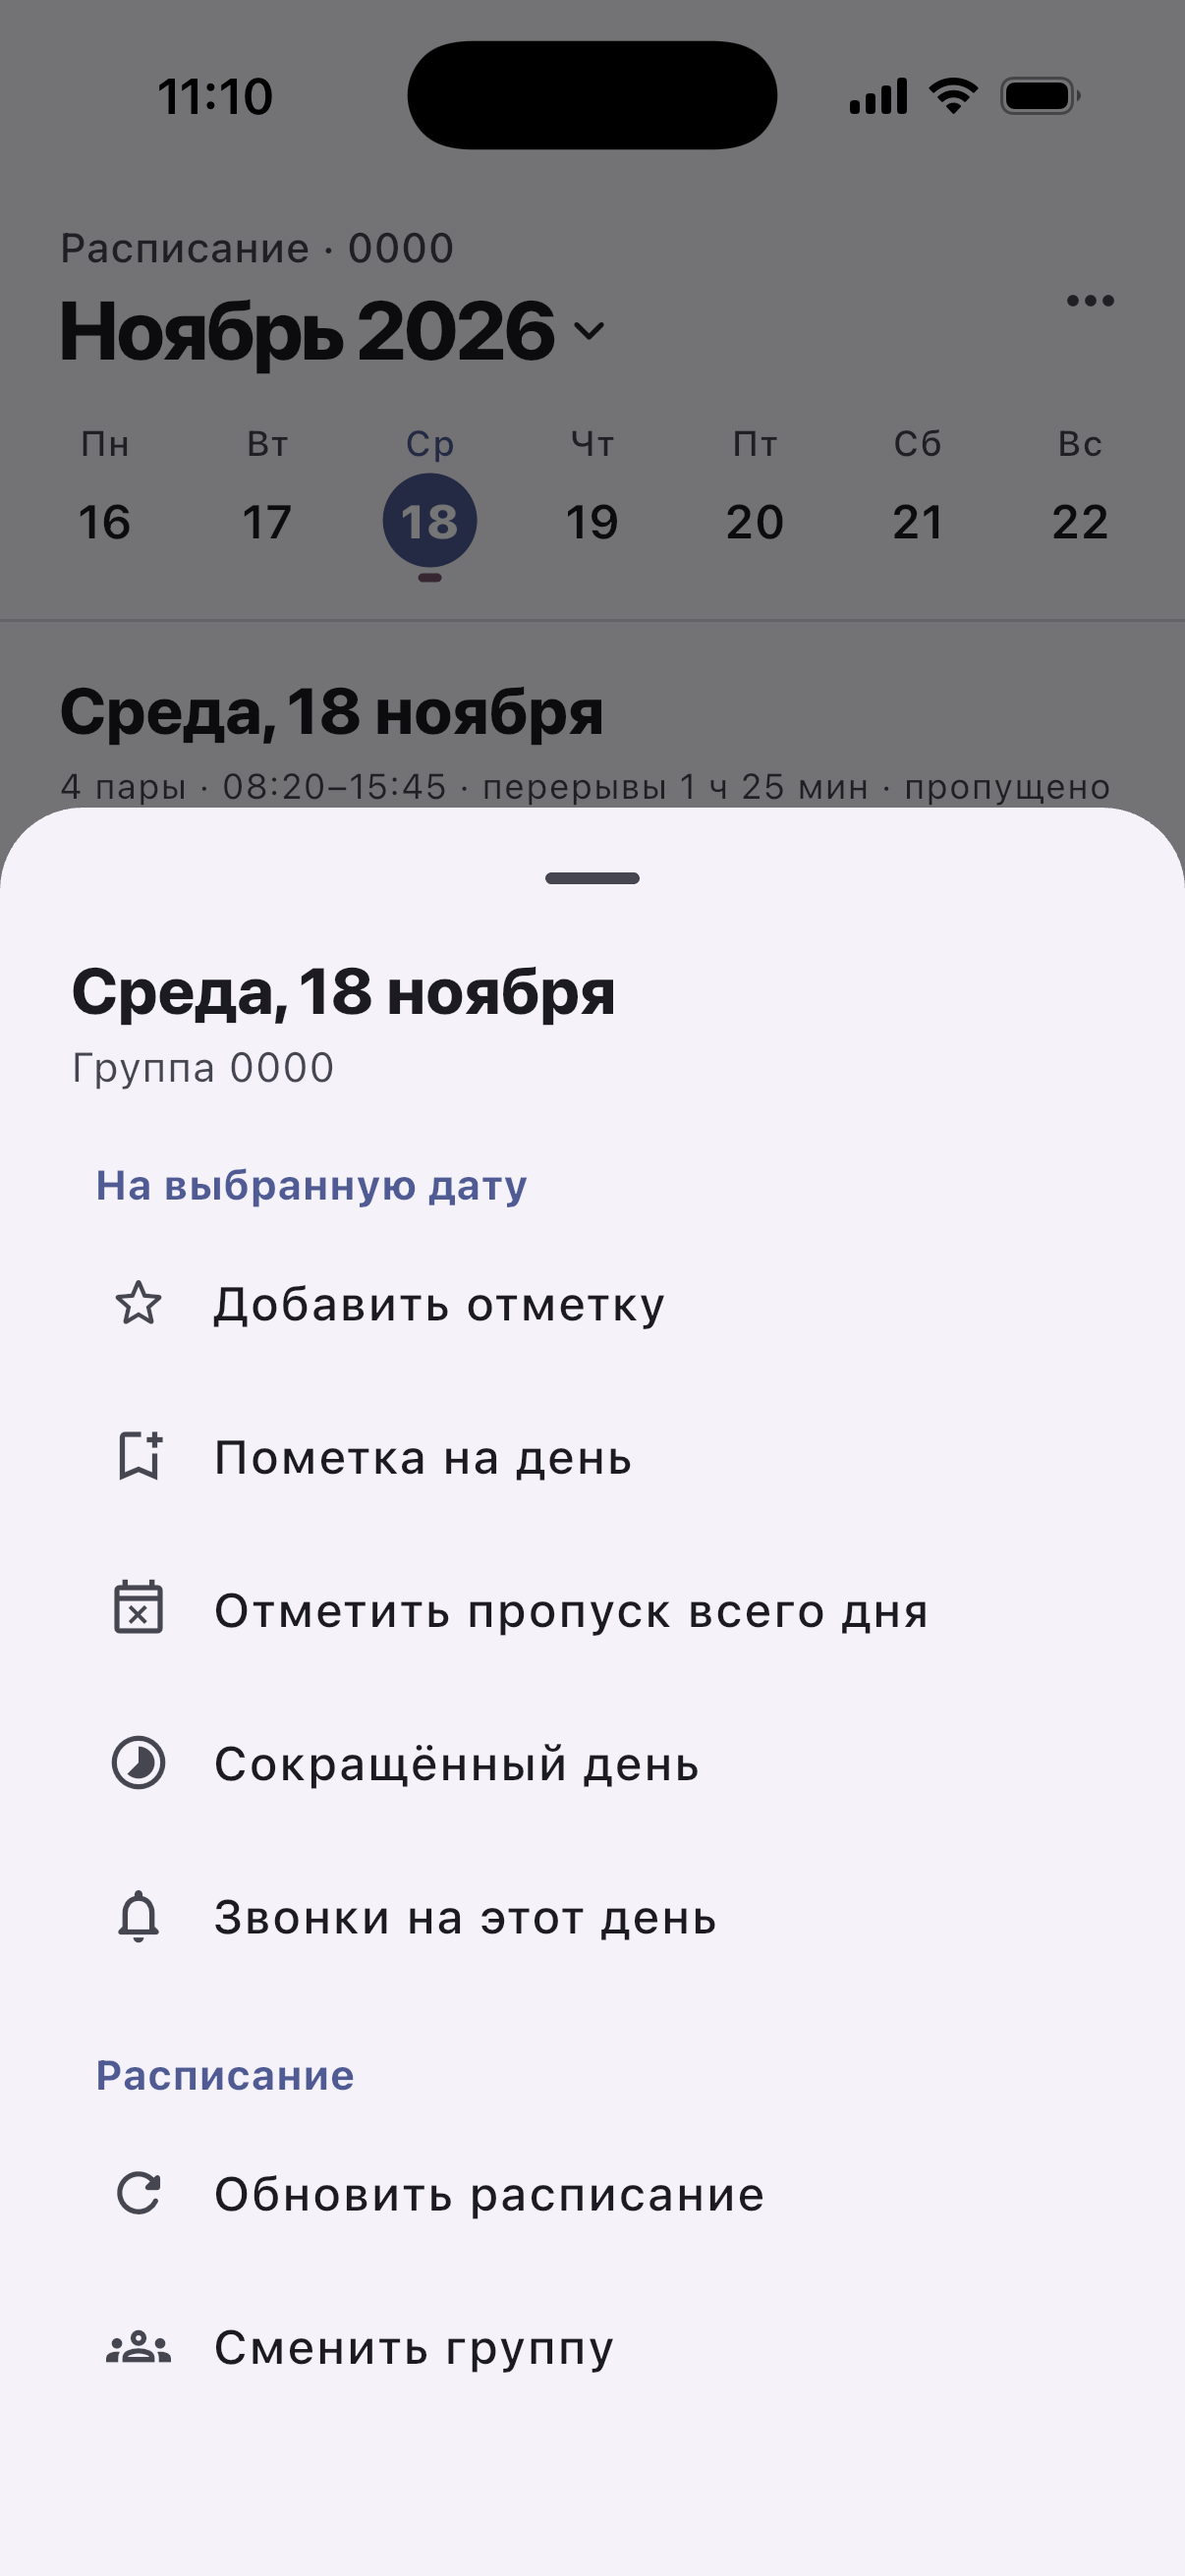 11:10
Расписание · 0000
Ноябрь 2026
Пн Вт Ср Чт Пт Сб Вс
16 17 18 19 20 21 22
Среда, 18 ноября
4 пары · 08:20–15:45 · перерывы 1 ч 25 мин · пропущено
Среда, 18 ноября
Группа 0000
На выбранную дату
Добавить отметку
Пометка на день
Отметить пропуск всего дня
Сокращённый день
Звонки на этот день
Расписание
Обновить расписание
Сменить группу